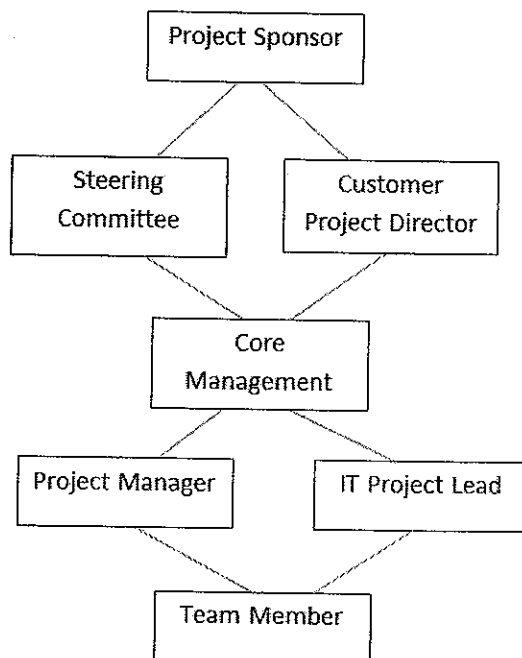 Project Sponsor
Steering
Committee
Customer
Project Director
Core
Management
Project Manager
IT Project Lead
Team Member